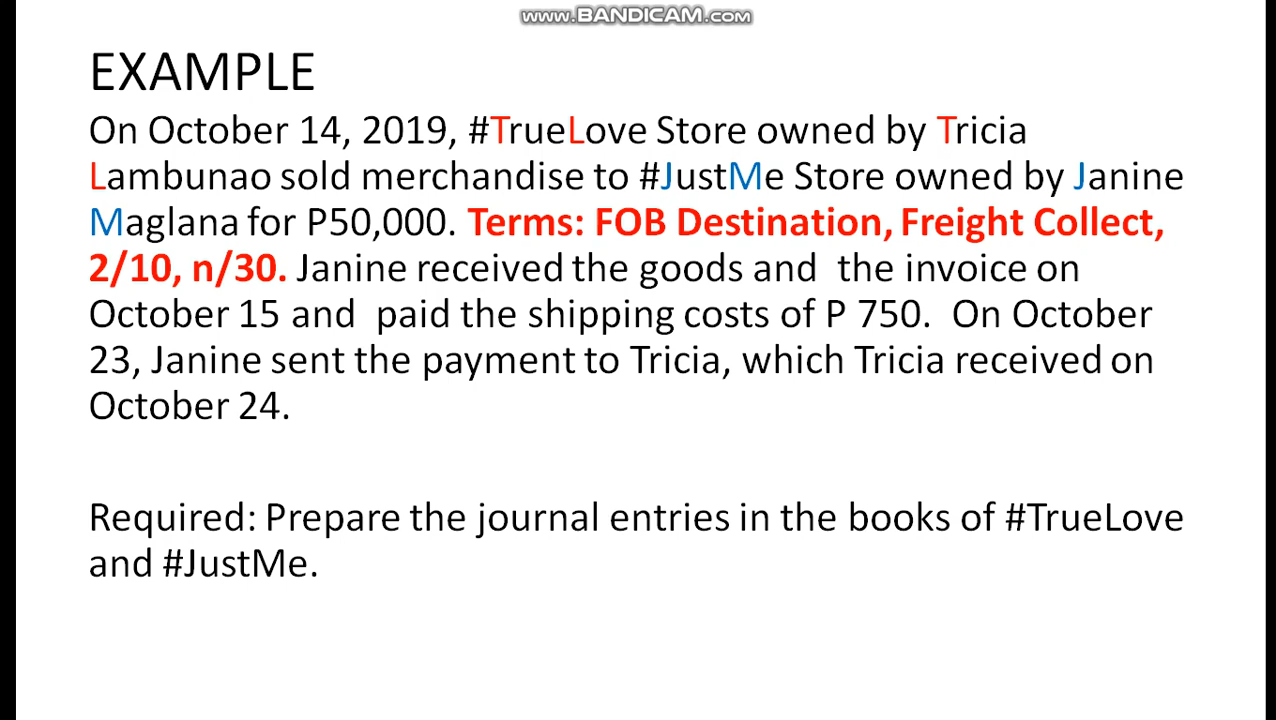 www.BANDICAM.com
EXAMPLE
On October 14, 2019, #TrueLove Store owned by Tricia
Lambunao sold merchandise to #JustMe Store owned by Janine
Maglana for P50,000. Terms: FOB Destination, Freight Collect,
2/10, n/30. Janine received the goods and the invoice on
October 15 and paid the shipping costs of P 750. On October
23, Janine sent the payment to Tricia, which Tricia received on
October 24.
Required: Prepare the journal entries in the books of #TrueLove
and #JustMe.